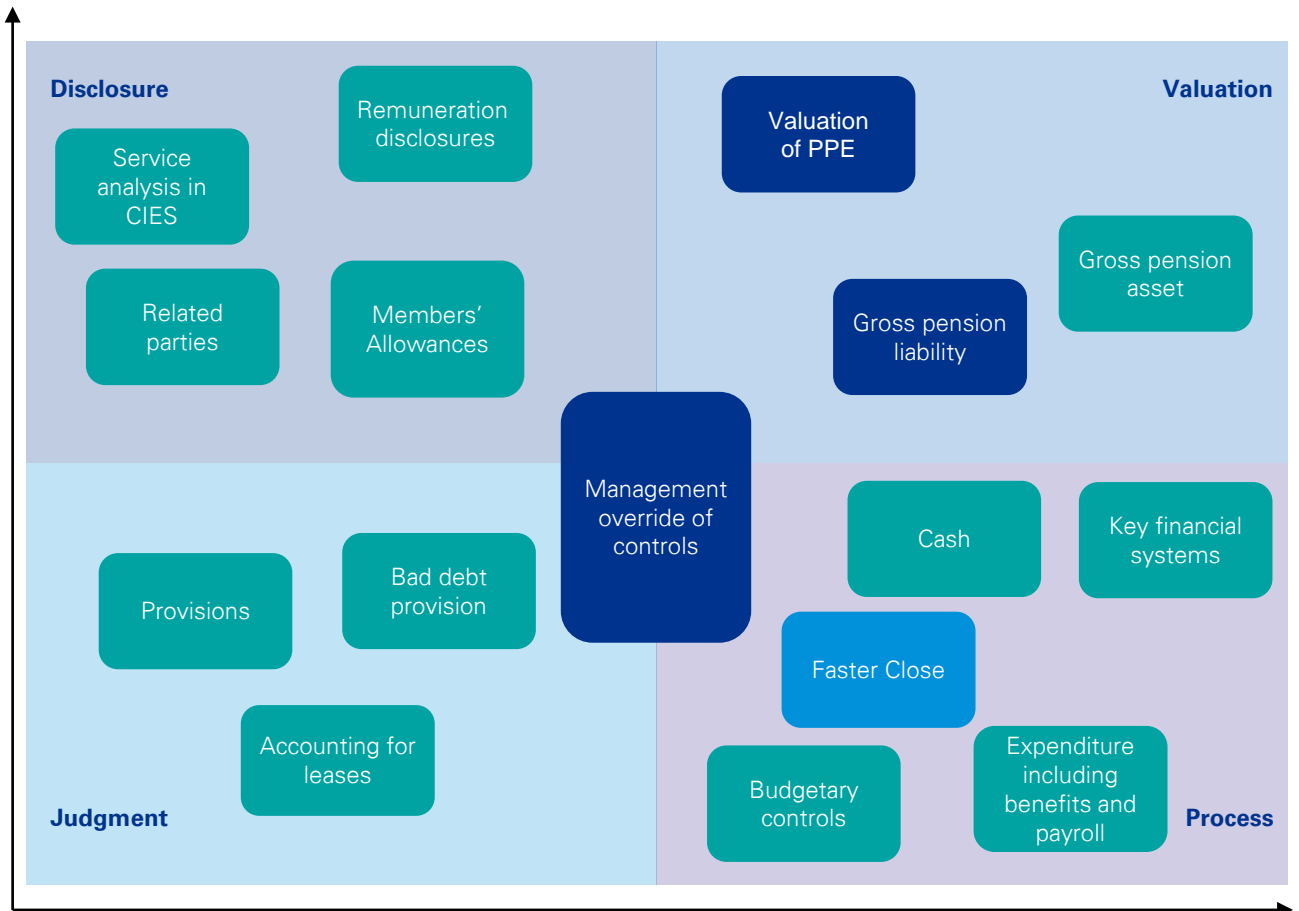 Disclosure
Remuneration
disclosures
Service
analysis in
CIES
Related
parties
Members’
Allowances
Valuation
Valuation
of PPE
Gross pension
asset
Gross pension
liability
Management
override of
controls
Provisions
Bad debt
provision
Accounting for
leases
Judgment
Cash
Key financial
systems
Faster Close
Budgetary
controls
Expenditure
including
benefits and
payroll
Process